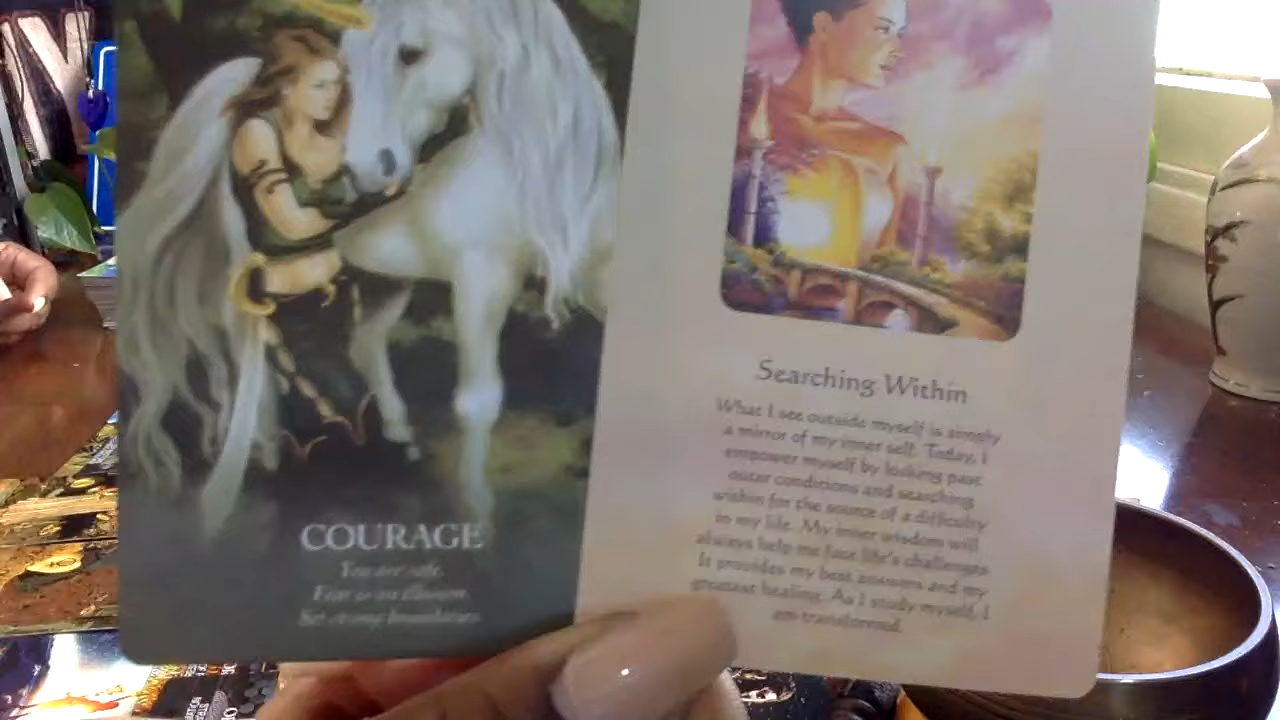 COURAGE
You are safe.
Fear is an illusion.
Set strong boundaries.
Searching Within
What I see outside myself is simply
a mirror of my inner self. Today, I
empower myself by looking past
outer conditions and searching
within for the source of a difficulty
in my life. My inner wisdom will
always help me face life's challenges
It provides my best answers and my
greatest healing. As I study myself, I
am transformed.